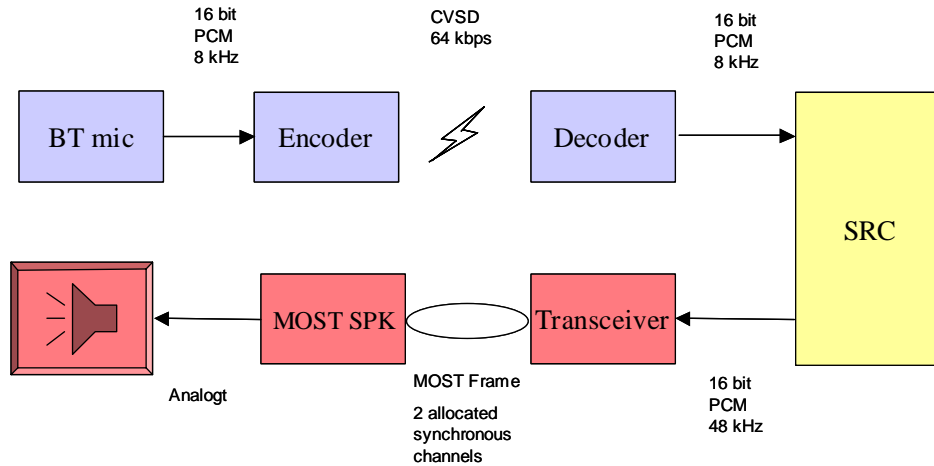 16 bit
PCM
8 kHz
CVSD
64 kbps
16 bit
PCM
8 kHz
BT mic
Encoder
Decoder
SRC
MOST SPK
Transceiver
Analogt
MOST Frame
2 allocated
synchronous
channels
16 bit
PCM
48 kHz